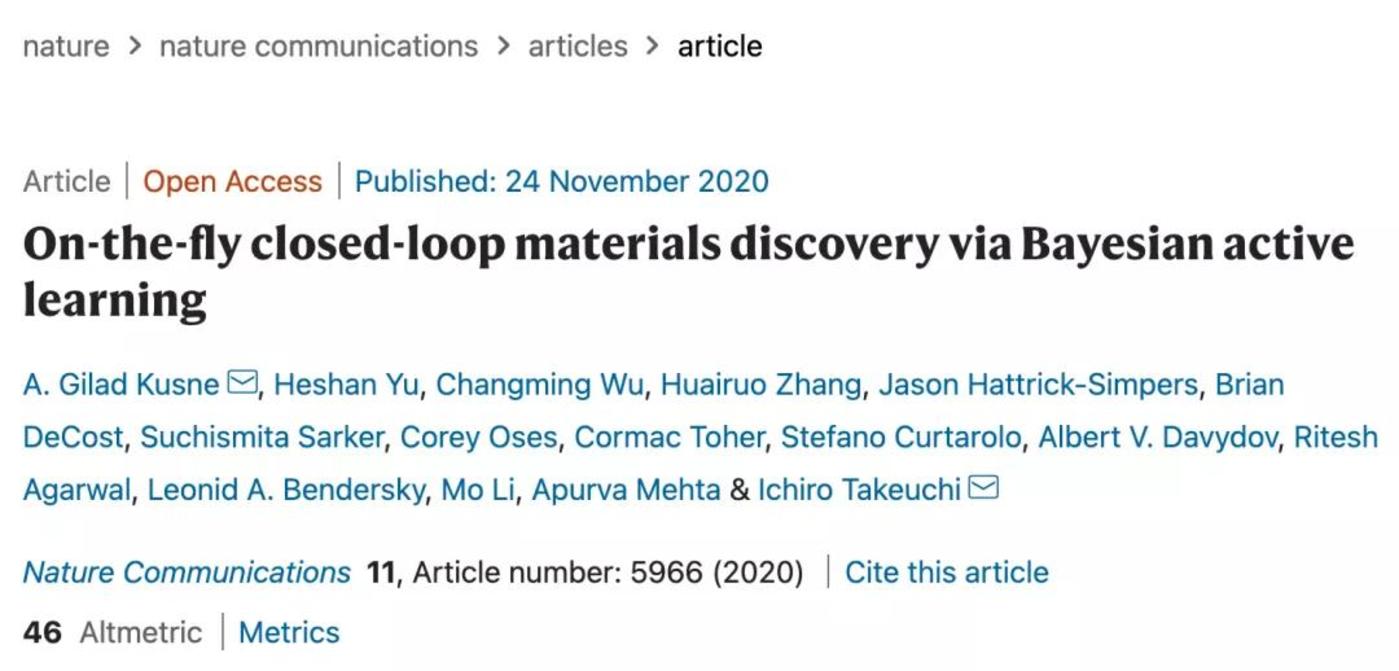 nature > nature communications > articles > article
Article | Open Access | Published: 24 November 2020
On-the-fly closed-loop materials discovery via Bayesian active
learning
A. Gilad Kusne, Heshan Yu, Changming Wu, Huairuo Zhang, Jason Hattrick-Simpers, Brian
DeCost, Suchismita Sarker, Corey Oses, Cormac Toher, Stefano Curtarolo, Albert V. Davydov, Ritesh
Agarwal, Leonid A. Bendersky, Mo Li, Apurva Mehta & Ichiro Takeuchi
Nature Communications 11, Article number: 5966 (2020) | Cite this article
46 Altmetric | Metrics